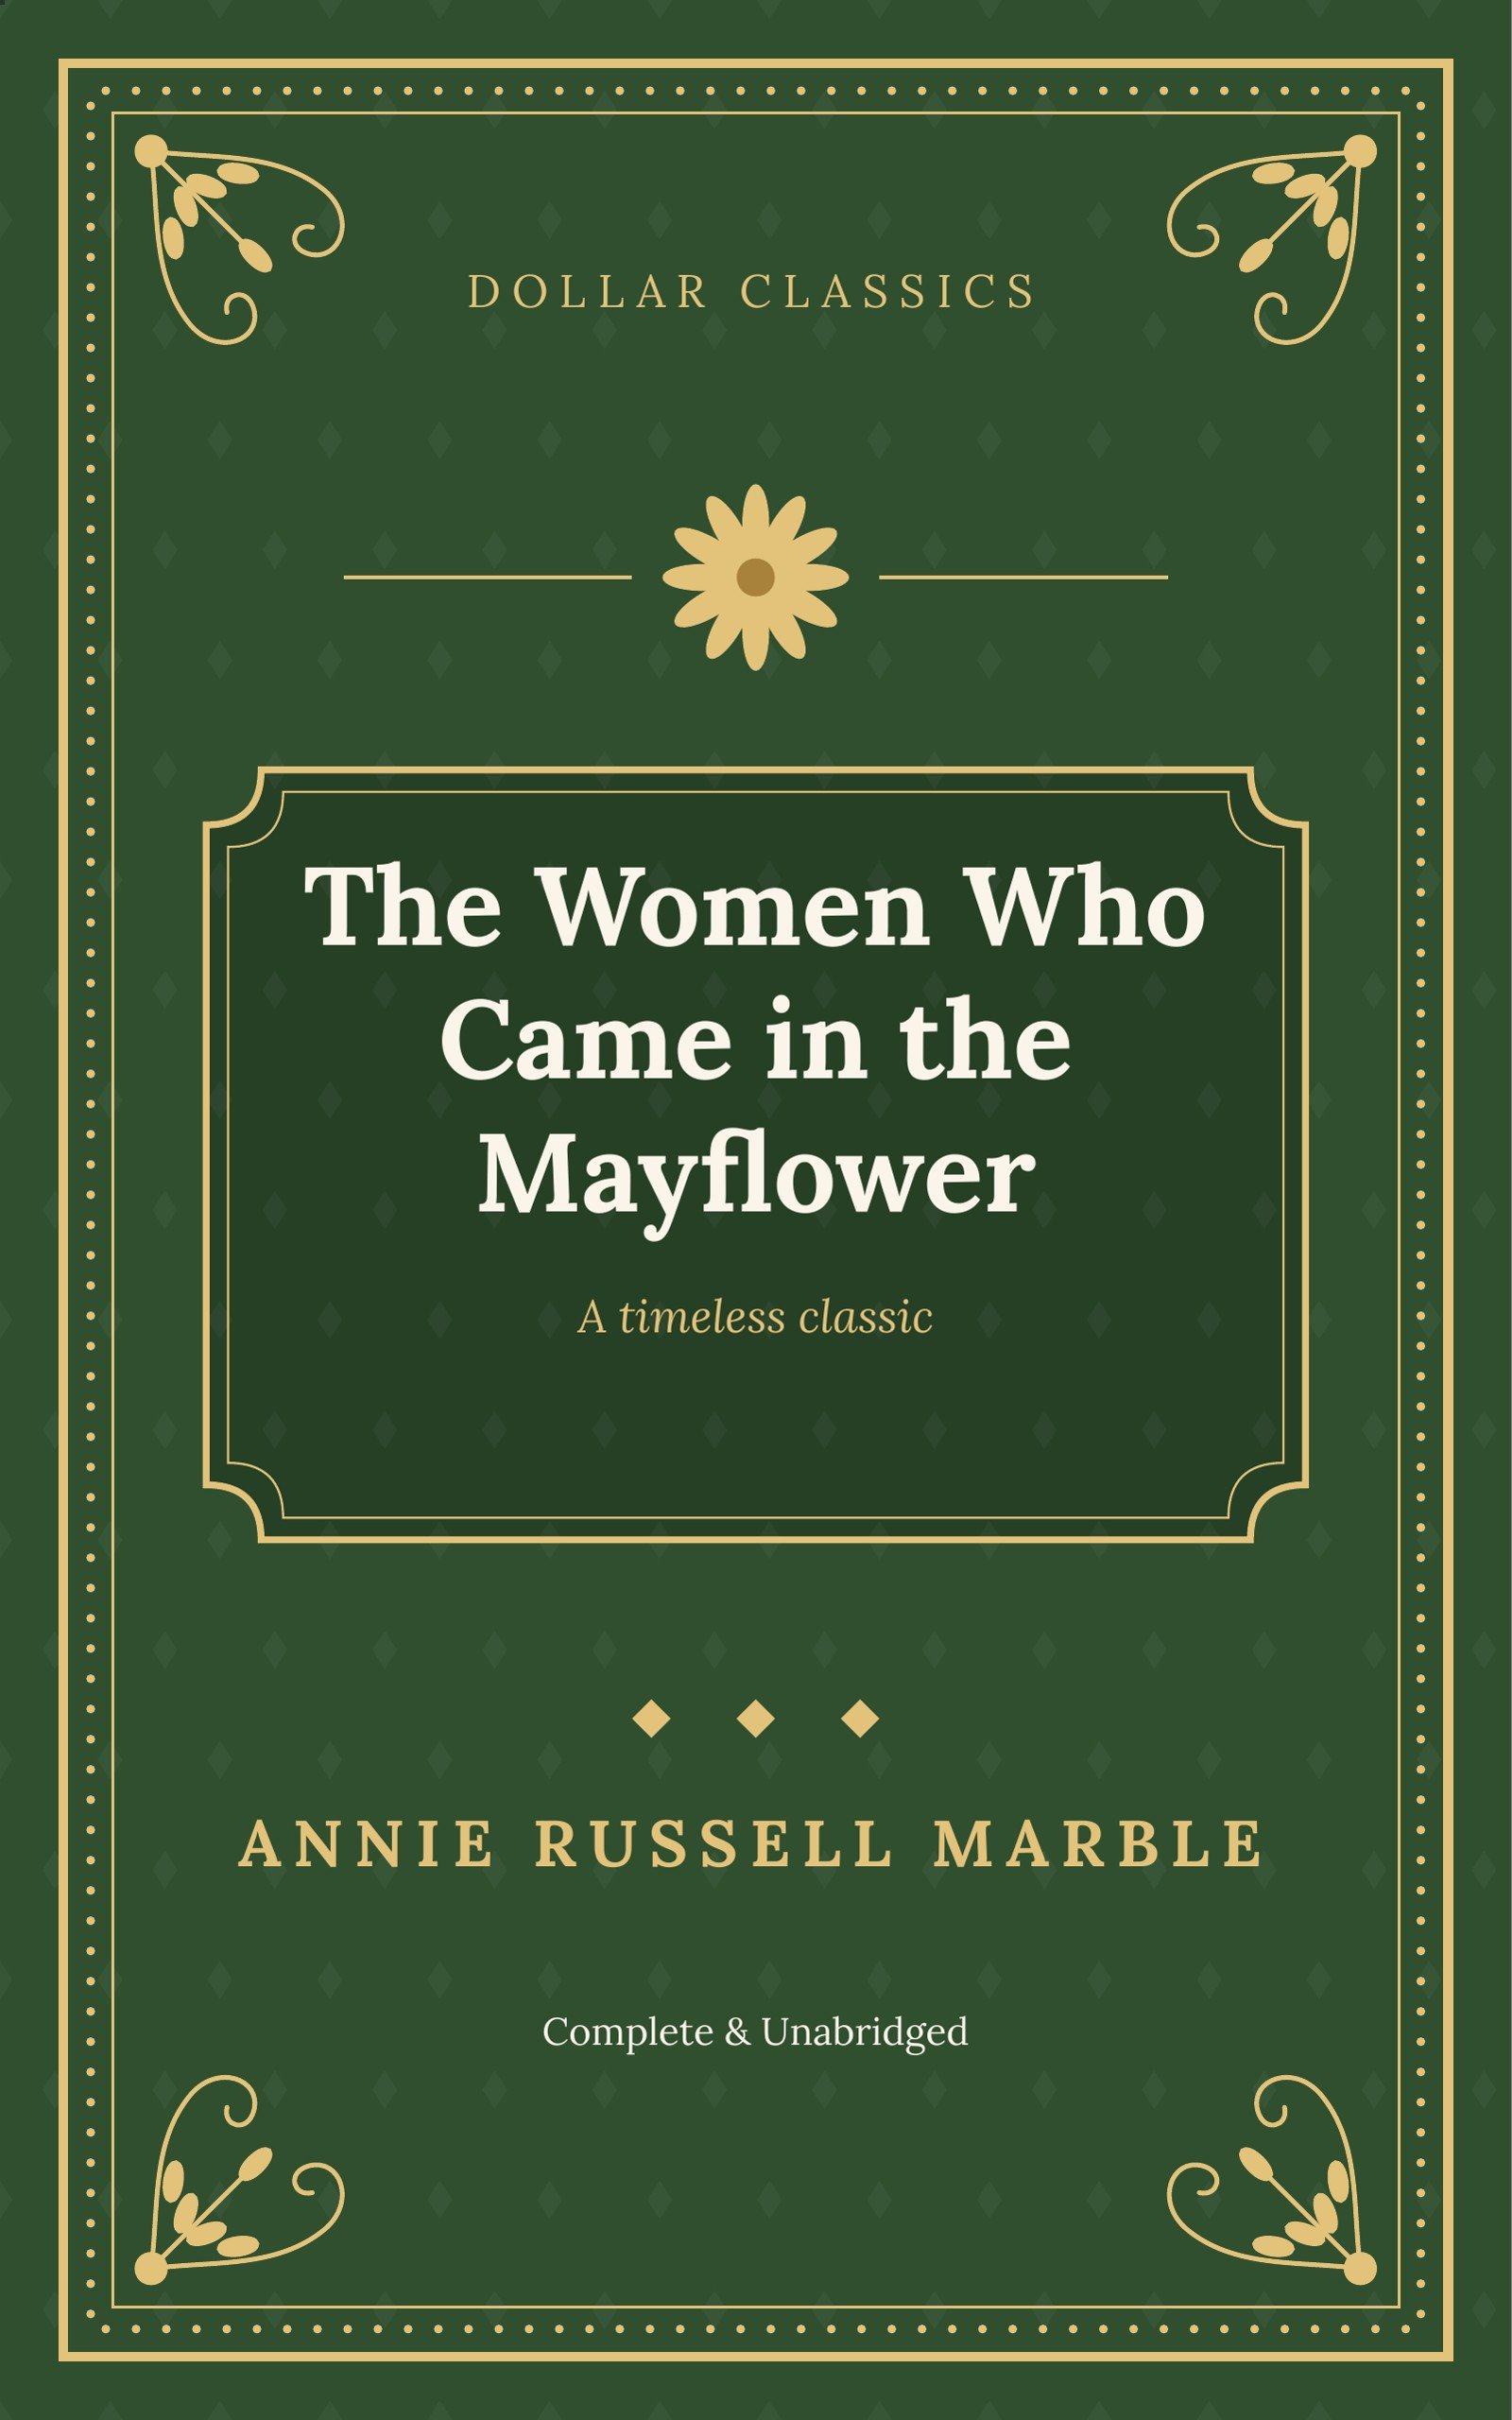 DOLLAR CLASSICS
The Women Who
Came in the
Mayflower
A timeless classic
ANNIE RUSSELL MARBLE
Complete & Unabridged